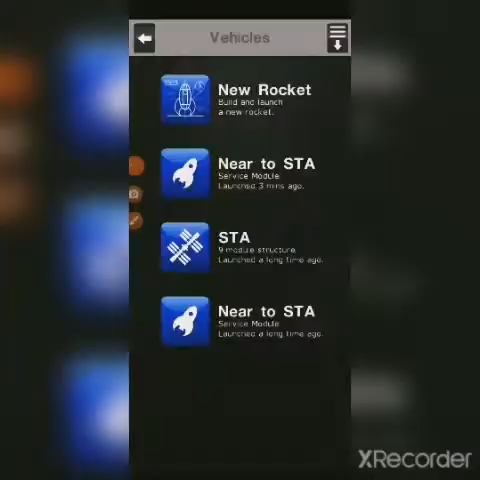 Vehicles
New Rocket
Build and launch
a new rocket.
Near to STA
Service Module
Launched 3 mins ago.
STA
9 module structure.
Launched a long time ago.
Near to STA
Service Module
Launched a long time ago.
XRecorder